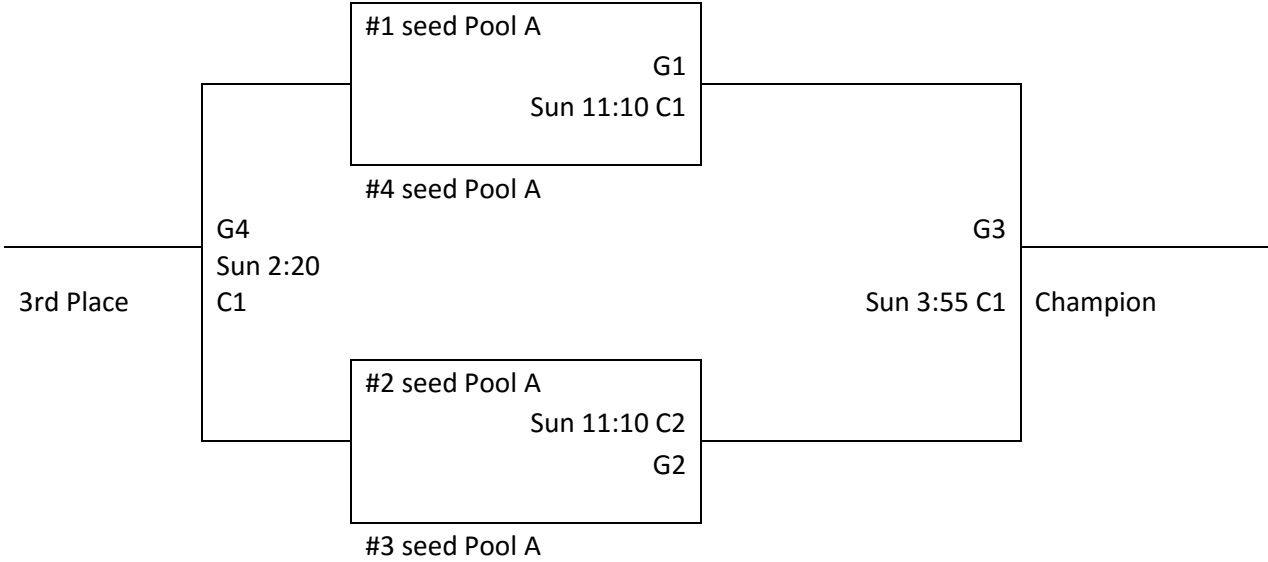 #1 seed Pool A
G1
Sun 11:10 C1
#4 seed Pool A
G4
Sun 2:20
C1
3rd Place
G3
Sun 3:55 C1
Champion
#2 seed Pool A
Sun 11:10 C2
G2
#3 seed Pool A